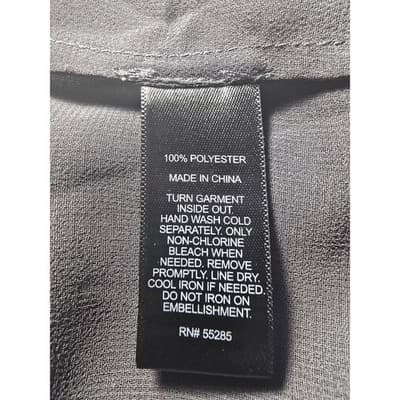 100% POLYESTER
MADE IN CHINA
TURN GARMENT
INSIDE OUT.
HAND WASH COLD
SEPARATELY. ONLY
NON-CHLORINE
BLEACH WHEN
NEEDED. REMOVE
PROMPTLY. LINE DRY.
COOL IRON IF NEEDED.
DO NOT IRON ON
EMBELLISHMENT.
RN# 55285